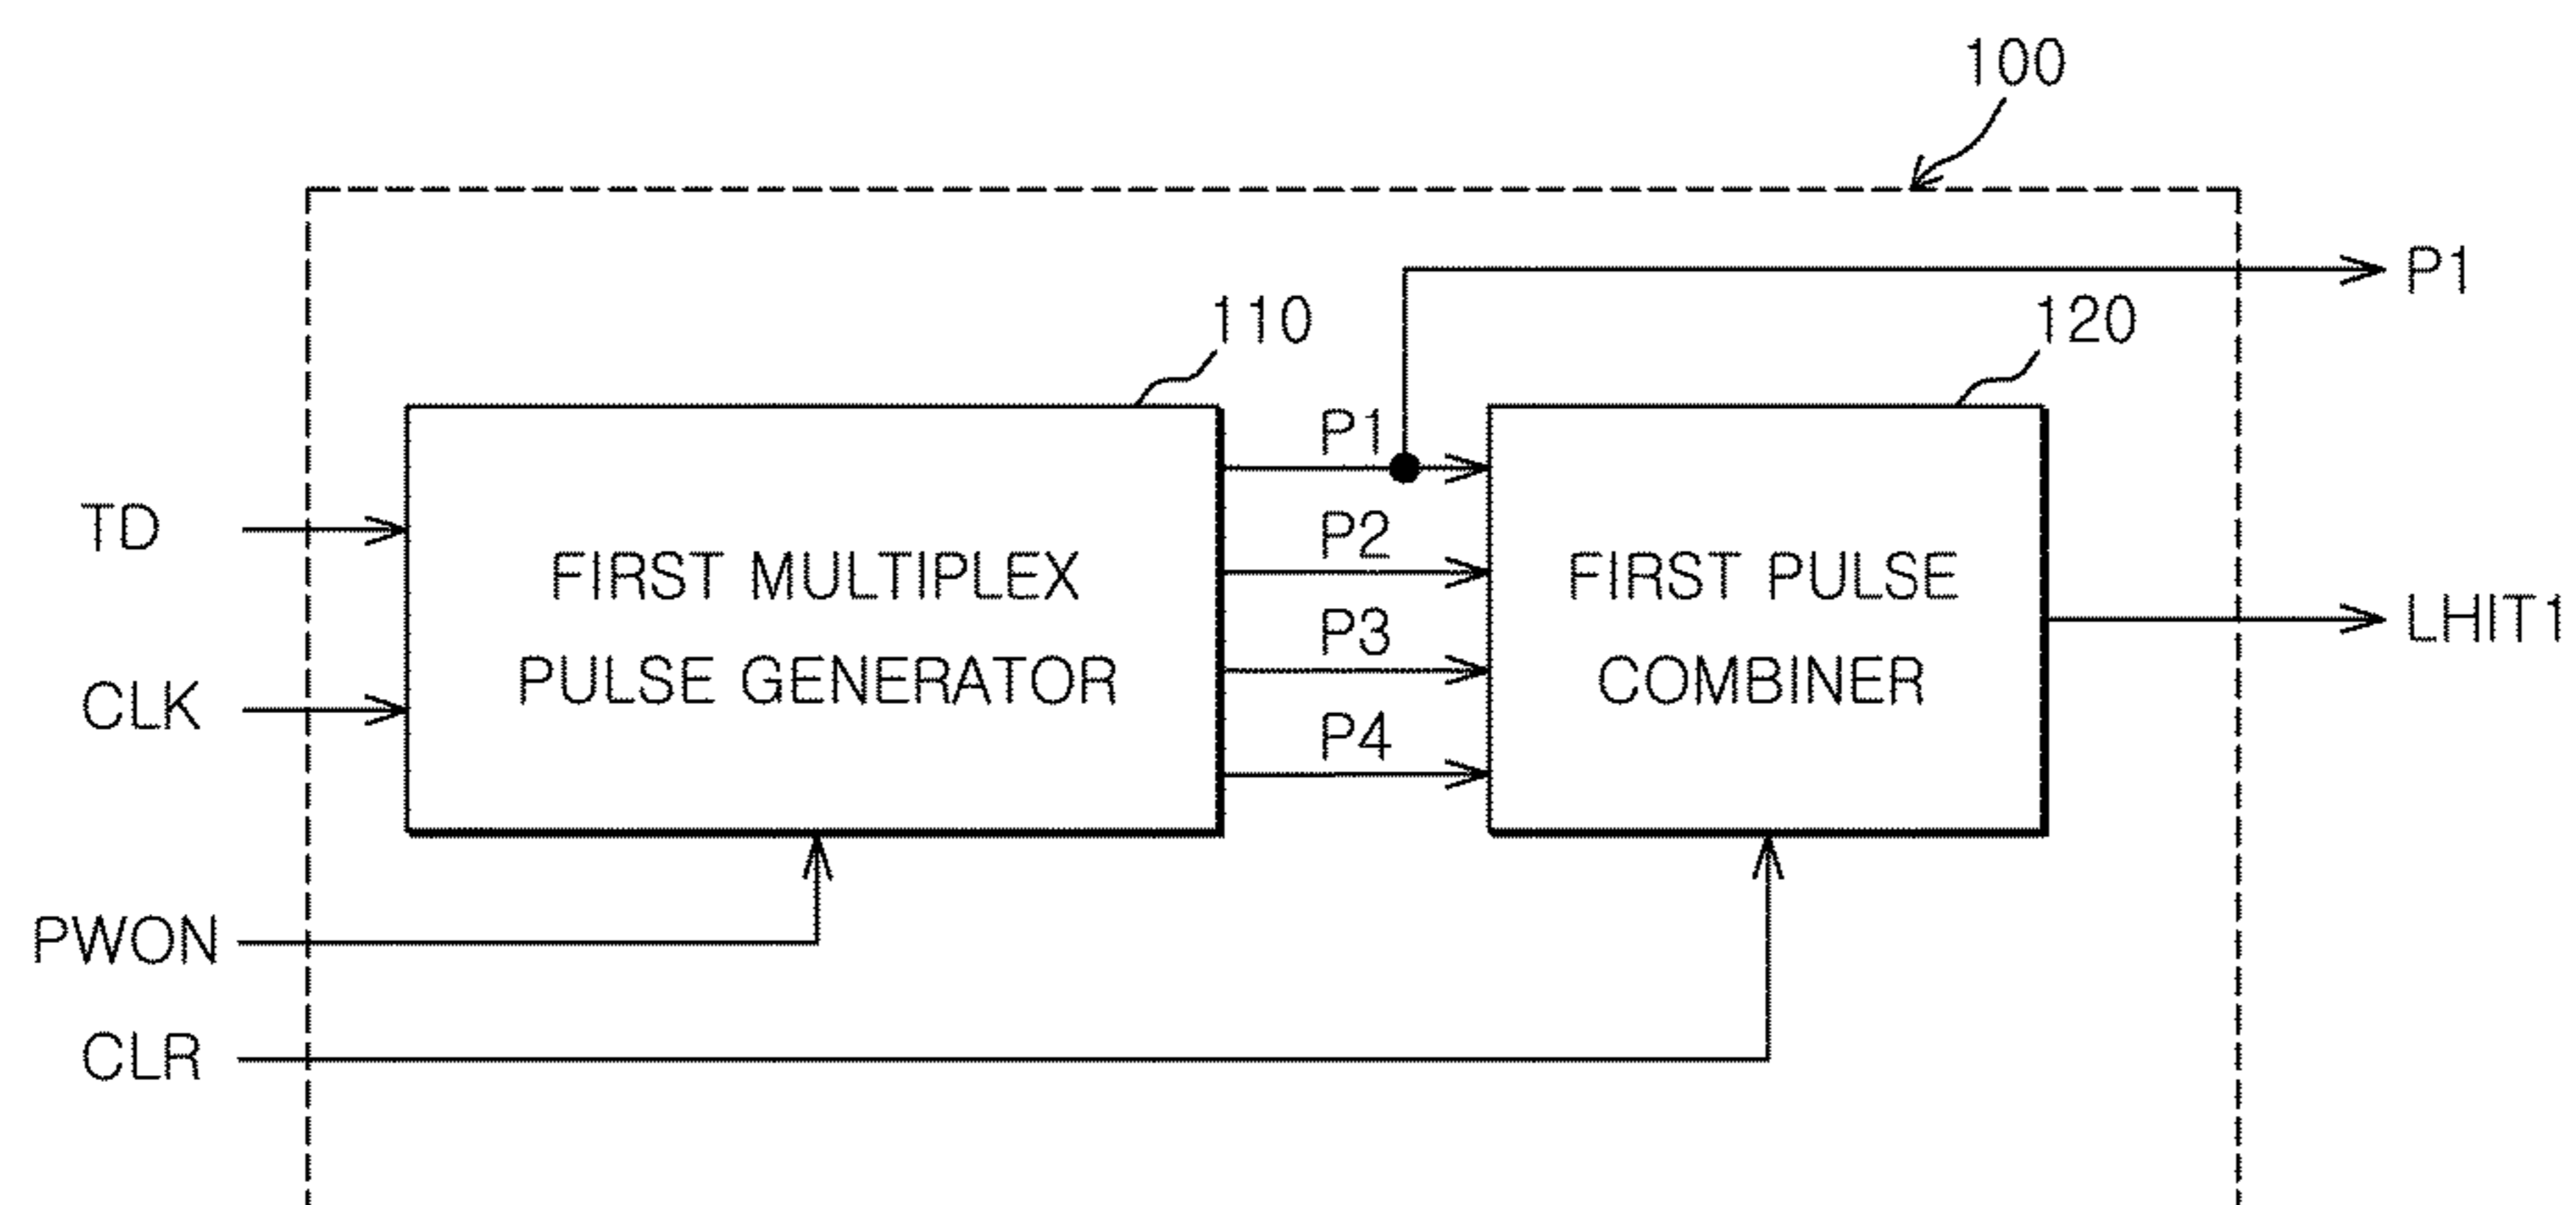 100
P1
110
120
P1
TD
P2
FIRST MULTIPLEX
PULSE GENERATOR
FIRST PULSE
COMBINER
P3
LHIT1
CLK
P4
PWON
CLR